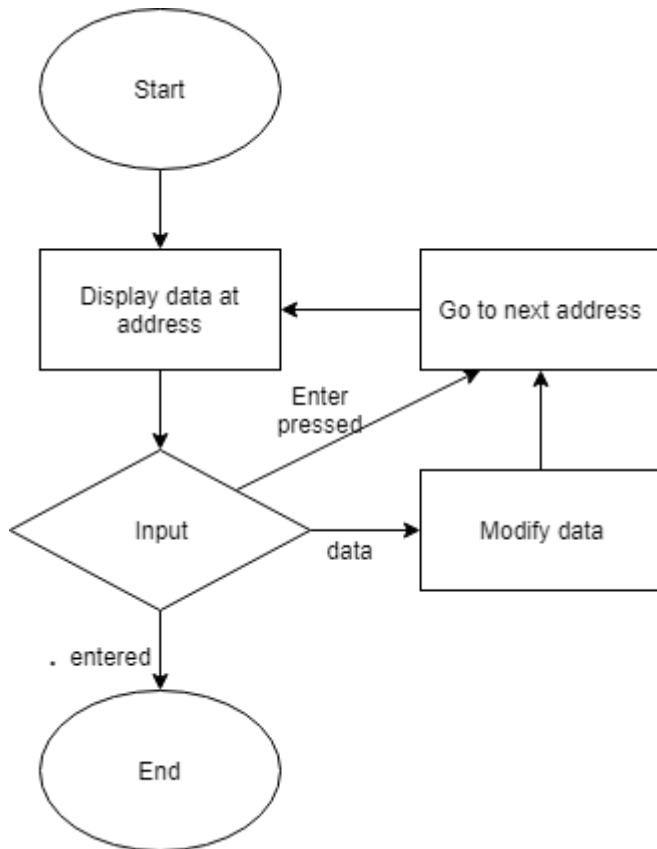 Start
Display data at
address
Go to next address
Enter
pressed
Input
data
Modify data
. entered
End